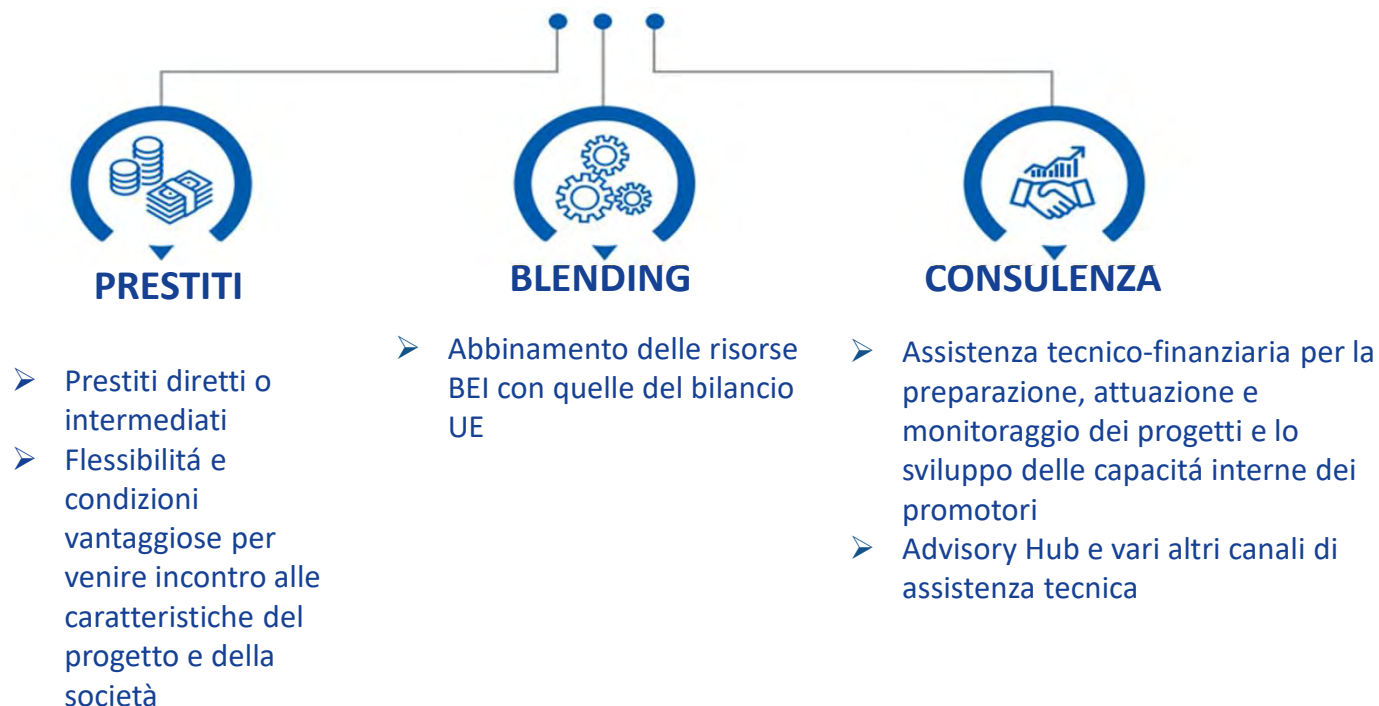 PRESTITI
➢ Prestiti diretti o
intermediati
➢ Flessibilitá e
condizioni
vantaggiose per
venire incontro alle
caratteristiche del
progetto e della
società
BLENDING
➢ Abbinamento delle risorse
BEI con quelle del bilancio
UE
CONSULENZA
➢ Assistenza tecnico-finanziaria per la
preparazione, attuazione e
monitoraggio dei progetti e lo
sviluppo delle capacitá interne dei
promotori
➢ Advisory Hub e vari altri canali di
assistenza tecnica